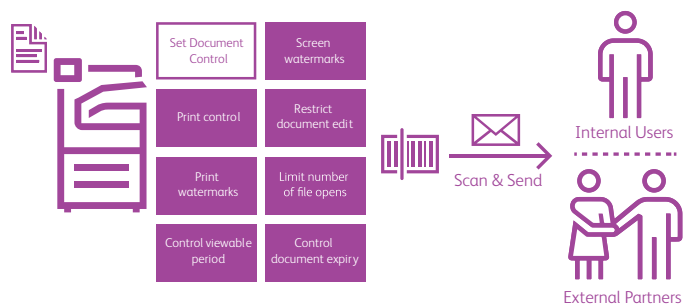 Set Document
Control
Screen
watermarks
Print control
Restrict
document edit
Print
watermarks
Limit number
of file opens
Control viewable
period
Control
document expiry
Scan & Send
Internal Users
External Partners